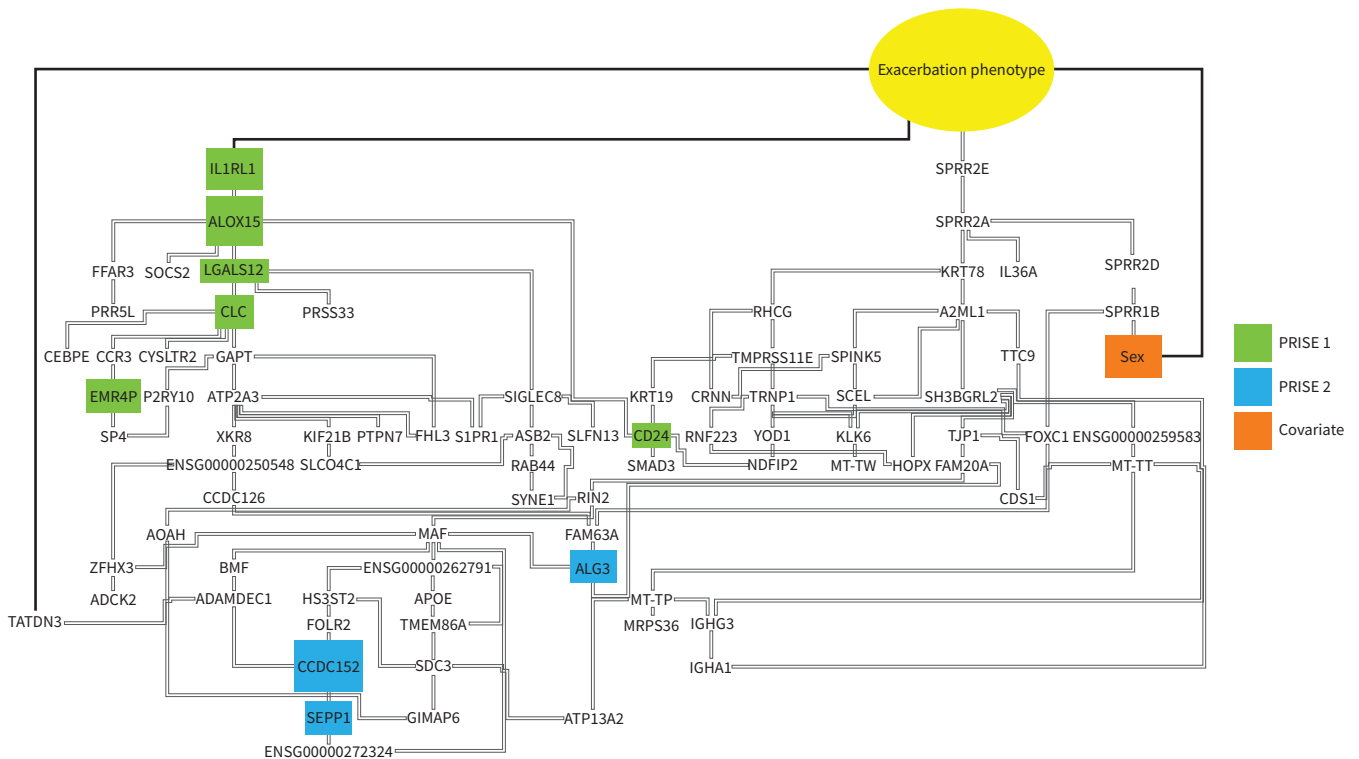 Exacerbation phenotype
IL1RL1
SPRR2E
ALOX15
SPRR2A
FFAR3
SOCS2
LGALS12
KRT78
IL36A
SPRR2D
PRR5L
CLC
PRSS33
RHCG
A2ML1
SPRR1B
CEBPE
CCR3
CYSLTR2
GAPT
TMPRSS11E
SPINK5
TTC9
Sex
PRISE 1
PRISE 2
Covariate
EMR4P
P2RY10
ATP2A3
SIGLEC8
KRT19
CRNN
TRNP1
SCEL
SH3BGRL2
SP4
XKR8
KIF21B
PTPN7
FHL3
S1PR1
ASB2
SLFN13
CD24
RNF223
YOD1
KLK6
TJP1
FOXC1
ENSG00000259583
ENSG00000250548
SLCO4C1
RAB44
SMAD3
NDFIP2
MT-TW
HOPX
FAM20A
MT-TT
CCDC126
SYNE1
RIN2
CDS1
AOAH
MAF
FAM63A
ZFHX3
BMF
ENSG00000262791
ALG3
ADCK2
ADAMDEC1
HS3ST2
APOE
MT-TP
TATDN3
FOLR2
TMEM86A
MRPS36
IGHG3
CCDC152
SDC3
IGHA1
SEPP1
GIMAP6
ATP13A2
ENSG00000272324